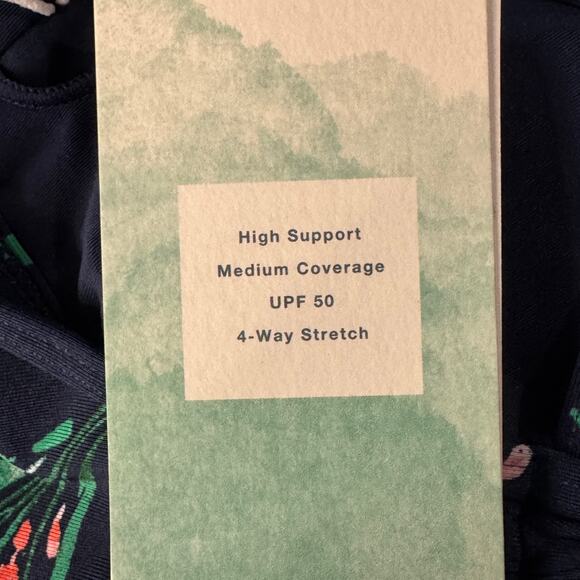 High Support
Medium Coverage
UPF 50
4-Way Stretch